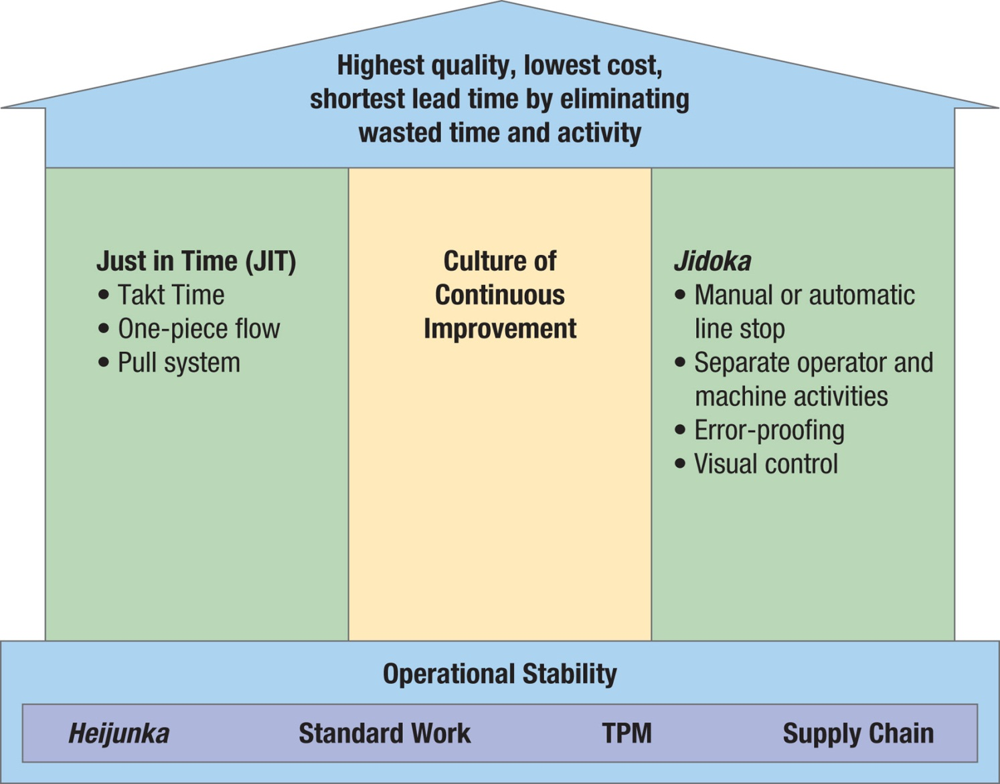 Highest quality, lowest cost,
shortest lead time by eliminating
wasted time and activity
Just in Time (JIT)
• Takt Time
• One-piece flow
• Pull system
Culture of
Continuous
Improvement
Jidoka
• Manual or automatic
line stop
• Separate operator and
machine activities
• Error-proofing
• Visual control
Operational Stability
Heijunka
Standard Work
TPM
Supply Chain